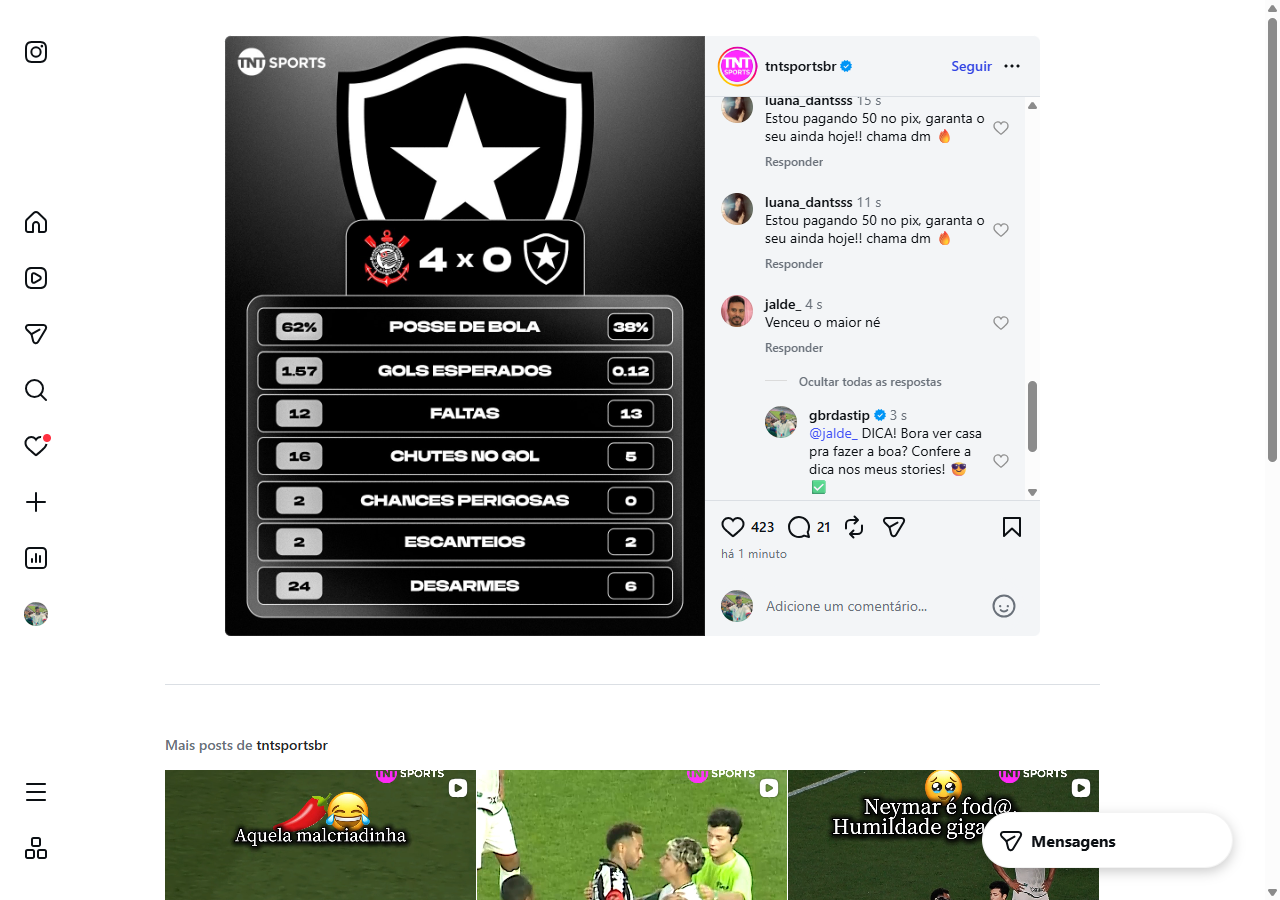 TNT SPORTS
4 x 0
62% POSSE DE BOLA 38%
1.57 GOLS ESPERADOS 0.12
12 FALTAS 13
16 CHUTES NO GOL 5
2 CHANCES PERIGOSAS 0
2 ESCANTEIOS 2
24 DESARMES 6
TNT
SPORTS
tntsportsbr
Seguir
luana_dantsss 15 s
Estou pagando 50 no pix, garanta o
seu ainda hoje!! chama dm 🔥
Responder
luana_dantsss 11 s
Estou pagando 50 no pix, garanta o
seu ainda hoje!! chama dm 🔥
Responder
jalde_ 4 s
Venceu o maior né
Responder
Ocultar todas as respostas
gbrdastip 3 s
@jalde_ DICA! Bora ver casa
pra fazer a boa? Confere a
dica nos meus stories! 😎
✅
423 21
há 1 minuto
Adicione um comentário...
Mais posts de tntsportsbr
TNT SPORTS
Aquela malcriadinha
TNT SPORTS
TNT SPORTS
Neymar é fod@.
Humildade giga
Mensagens